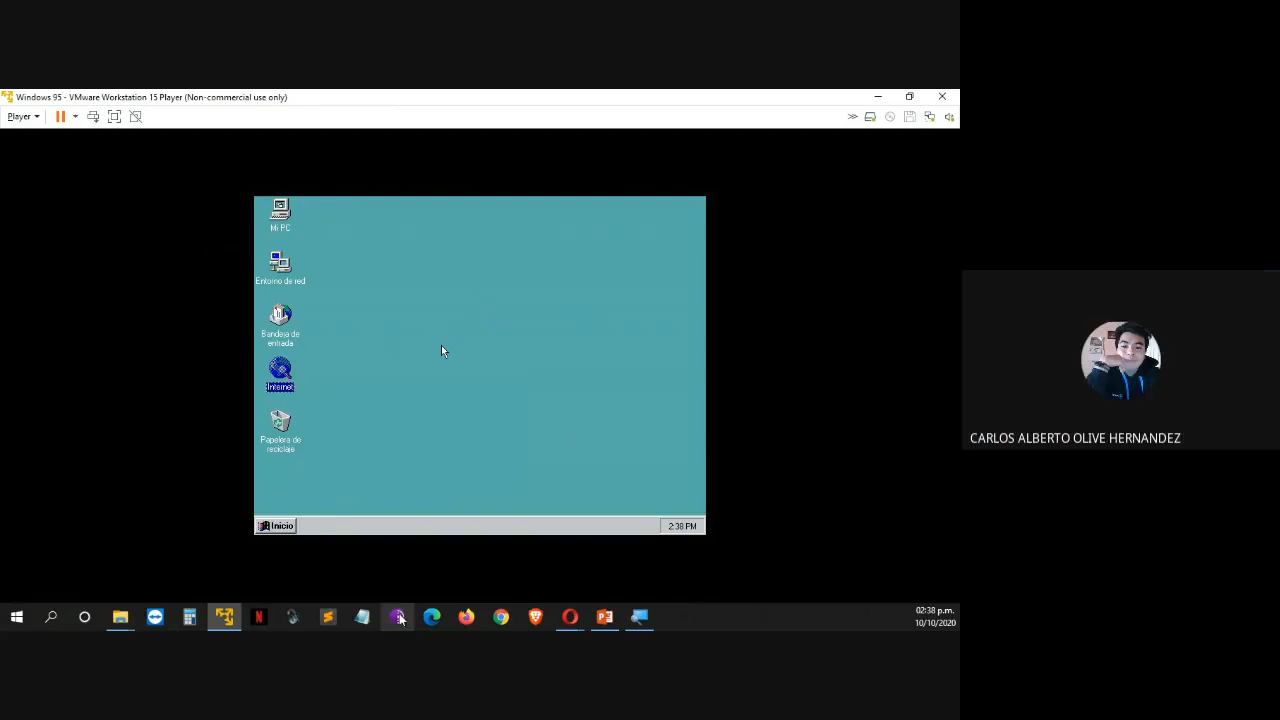 Windows 95 - VMware Workstation 15 Player (Non-commercial use only)
Player
Mi PC
Entorno de red
Bandeja de
entrada
Internet
Papelera de
reciclaje
Inicio
2:38 PM
CARLOS ALBERTO OLIVE HERNANDEZ
02:38 p.m.
10/10/2020